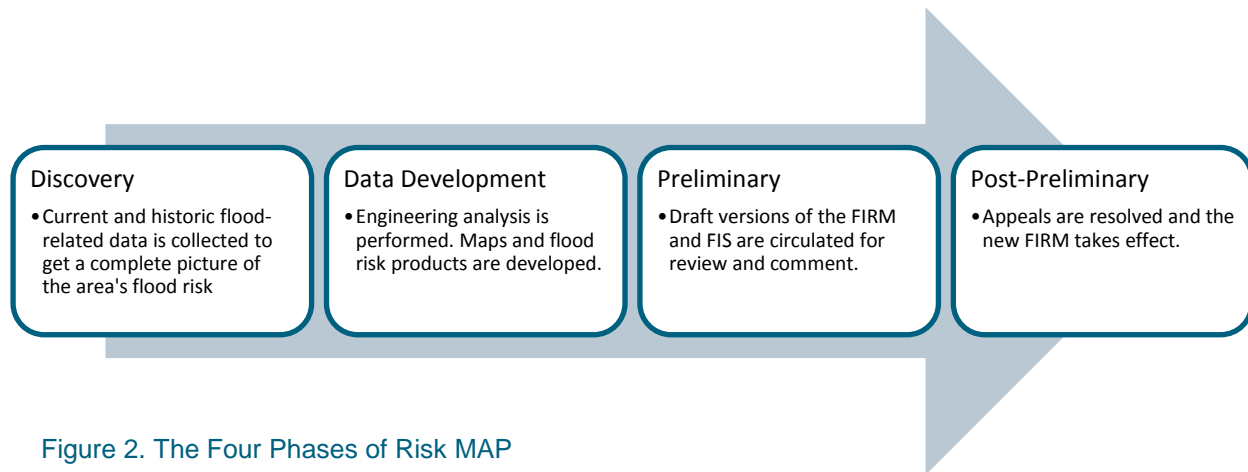 Discovery
•Current and historic flood-
related data is collected to
get a complete picture of
the area's flood risk
Data Development
•Engineering analysis is
performed. Maps and flood
risk products are developed.
Preliminary
•Draft versions of the FIRM
and FIS are circulated for
review and comment.
Post-Preliminary
•Appeals are resolved and the
new FIRM takes effect.
Figure 2. The Four Phases of Risk MAP